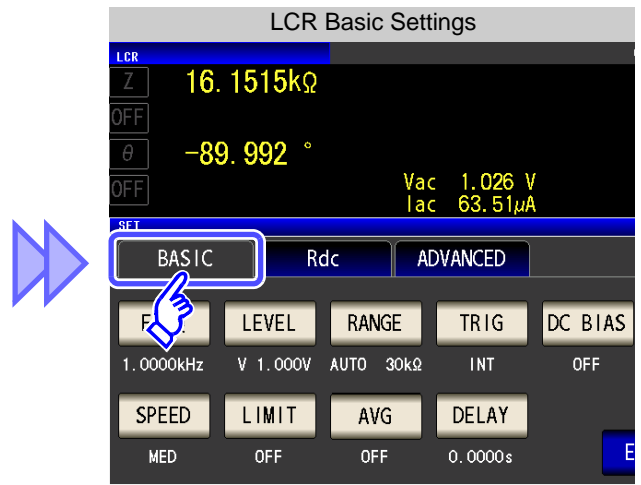 LCR Basic Settings
LCR
Z 16.1515kΩ
OFF
θ -89.992 °
OFF
Vac 1.026 V
Iac 63.51μA
SET
BASIC Rdc ADVANCED
LEVEL RANGE TRIG DC BIAS
1.0000kHz V 1.000V AUTO 30kΩ INT OFF
SPEED LIMIT AVG DELAY
MED OFF OFF 0.0000s